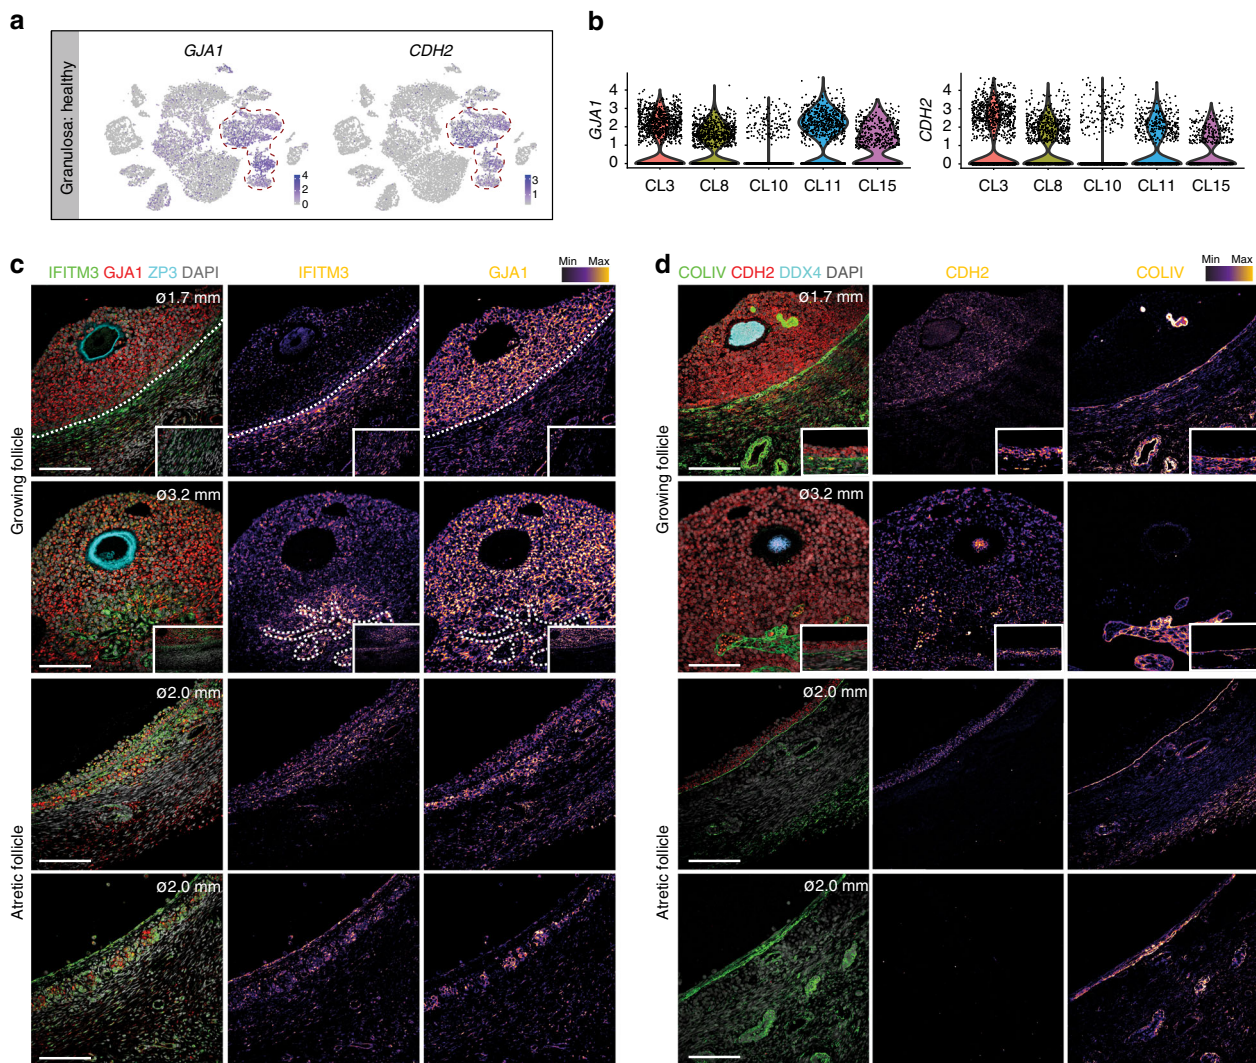 a
Granulosa: healthy
GJA1
CDH2
4
2
0
3
1
b
GJA1
4
3
2
1
0
CL3 CL8 CL10 CL11 CL15
CDH2
4
3
2
1
0
CL3 CL8 CL10 CL11 CL15
c
IFITM3 GJA1 ZP3 DAPI
IFITM3
GJA1
Min Max
Growing follicle
ø1.7 mm
ø3.2 mm
Atretic follicle
ø2.0 mm
ø2.0 mm
d
COLIV CDH2 DDX4 DAPI
CDH2
COLIV
Min Max
Growing follicle
ø1.7 mm
ø3.2 mm
Atretic follicle
ø2.0 mm
ø2.0 mm